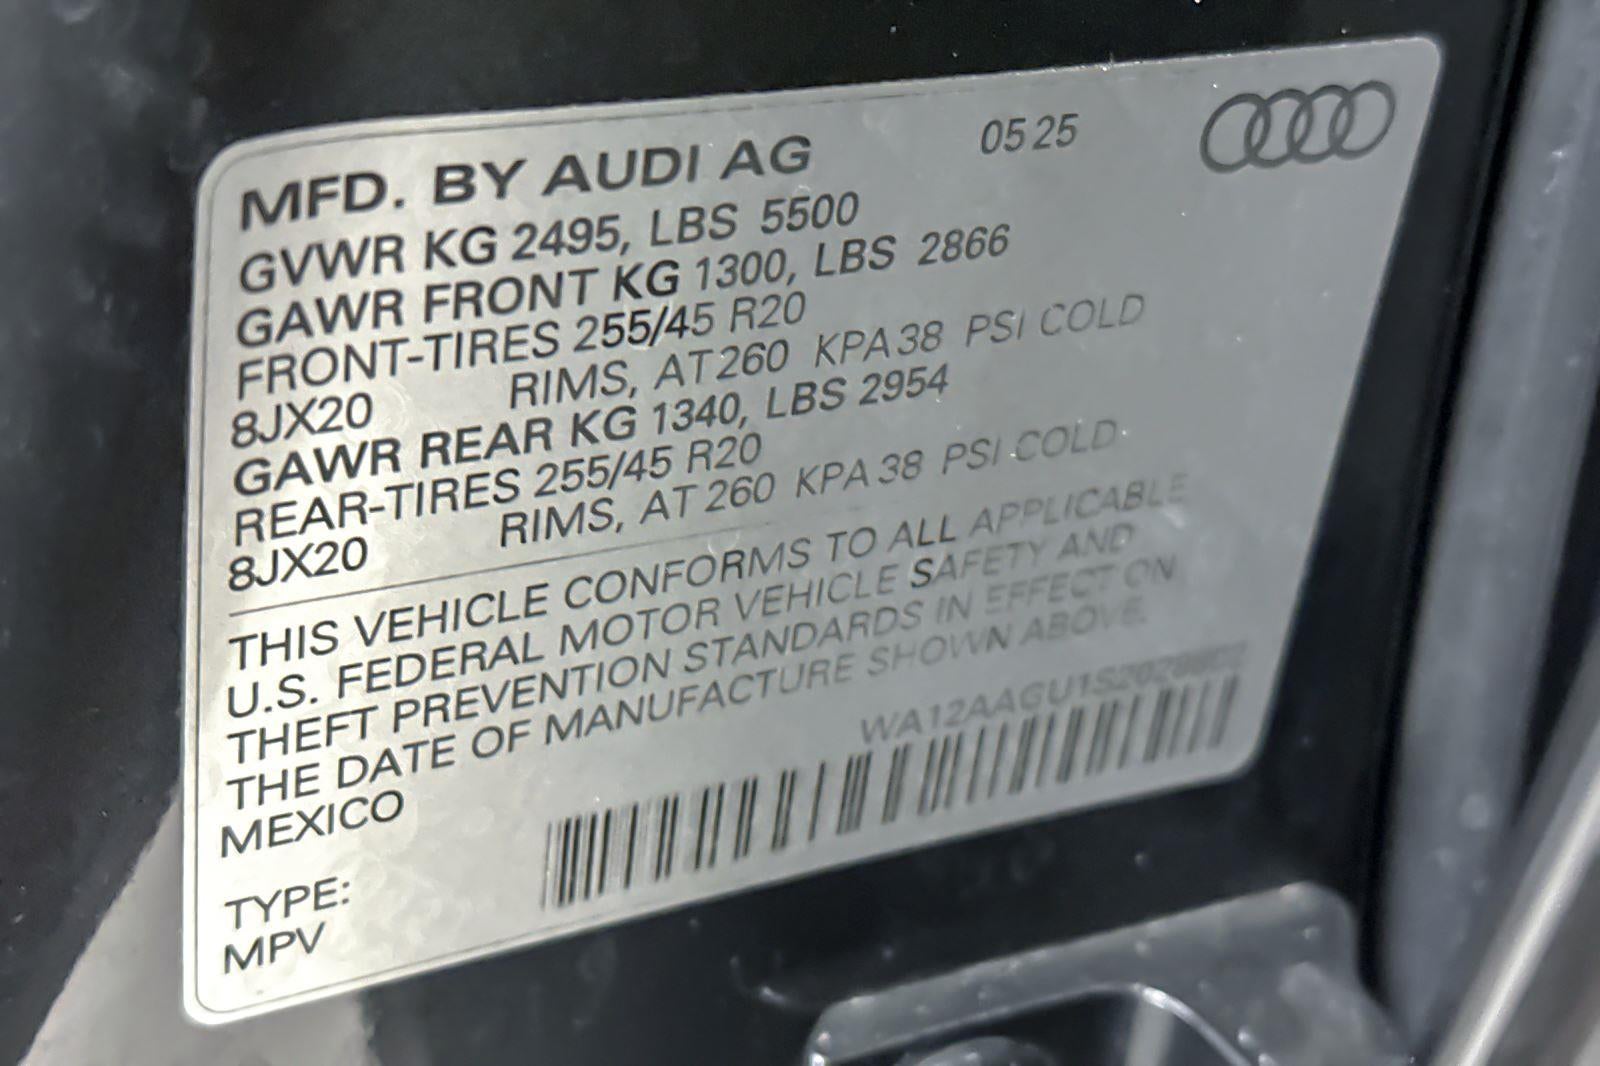 MFD. BY AUDI AG 05 25
GVWR KG 2495, LBS 5500
GAWR FRONT KG 1300, LBS 2866
FRONT-TIRES 255/45 R20
8JX20 RIMS, AT 260 KPA 38 PSI COLD
GAWR REAR KG 1340, LBS 2954
REAR-TIRES 255/45 R20
8JX20 RIMS, AT 260 KPA 38 PSI COLD
THIS VEHICLE CONFORMS TO ALL APPLICABLE
U.S. FEDERAL MOTOR VEHICLE SAFETY AND
THEFT PREVENTION STANDARDS IN EFFECT ON
THE DATE OF MANUFACTURE SHOWN ABOVE.
MEXICO
TYPE:
MPV